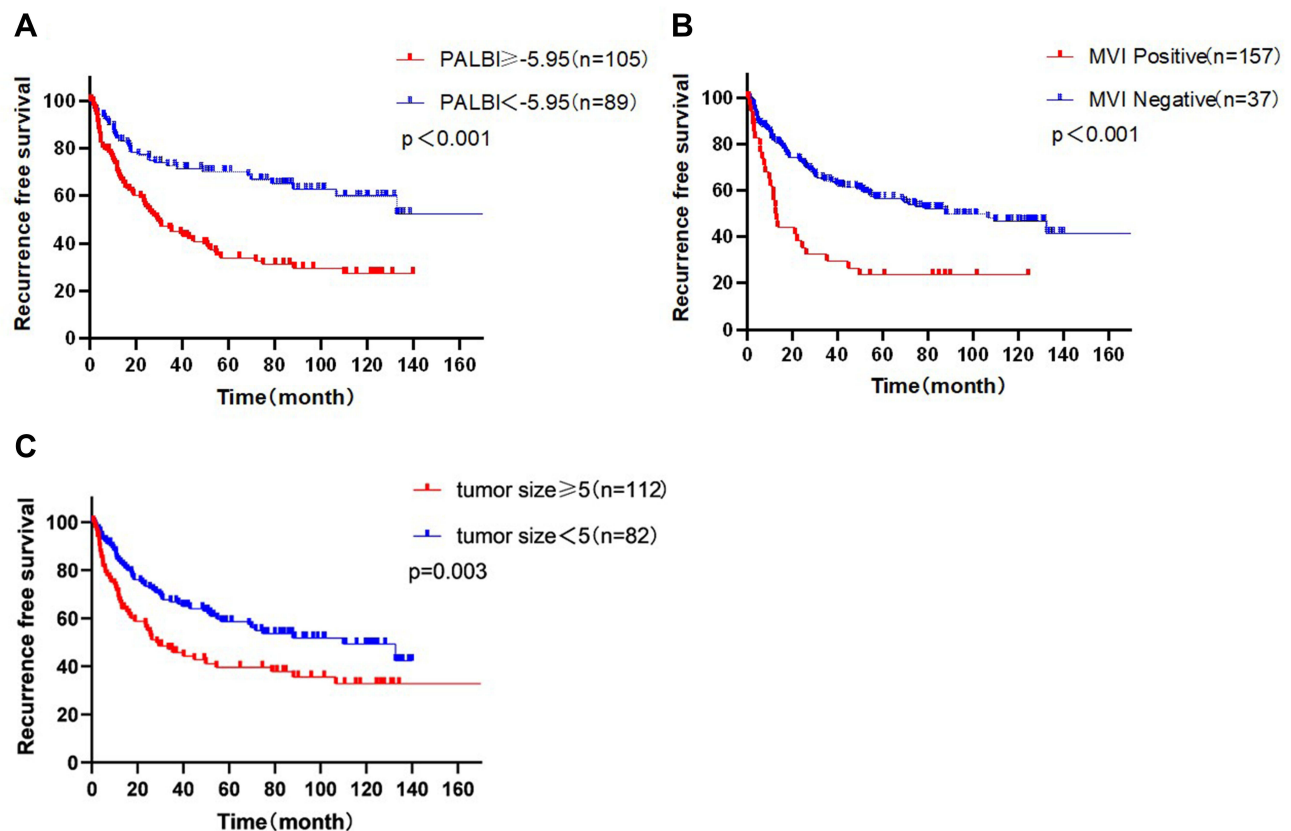 A
PALBI≥-5.95(n=105)
PALBI<-5.95(n=89)
p<0.001
Recurrence free survival
100
80
60
40
20
0
0 20 40 60 80 100 120 140 160
Time(month)
B
MVI Positive(n=157)
MVI Negative(n=37)
p<0.001
Recurrence free survival
100
80
60
40
20
0
0 20 40 60 80 100 120 140 160
Time(month)
C
tumor size≥5(n=112)
tumor size<5(n=82)
p=0.003
Recurrence free survival
100
80
60
40
20
0
0 20 40 60 80 100 120 140 160
Time(month)